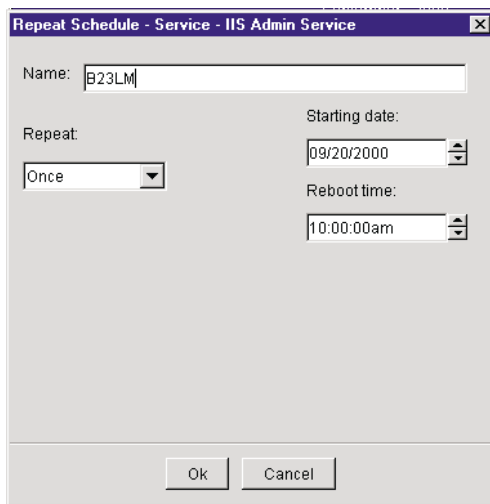 Repeat Schedule - Service - IIS Admin Service
Name: B23LM
Repeat:
Once
Starting date:
09/20/2000
Reboot time:
10:00:00am
Ok
Cancel